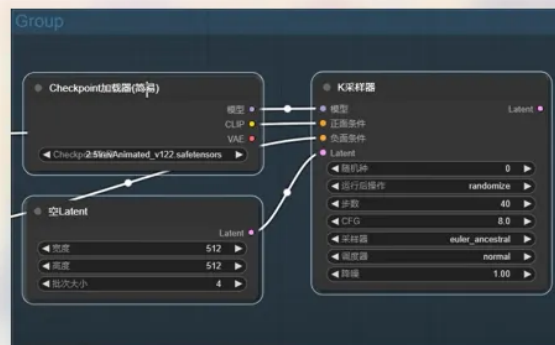 Group
Checkpoint加载器(简易)
模型
CLIP
VAE
2.5D\revAnimated_v122.safetensors
空Latent
Latent
宽度 512
高度 512
批次大小 4
K采样器
模型 Latent
正面条件
负面条件
Latent
随机种 0
运行后操作 randomize
步数 40
CFG 8.0
采样器 euler_ancestral
调度器 normal
降噪 1.00